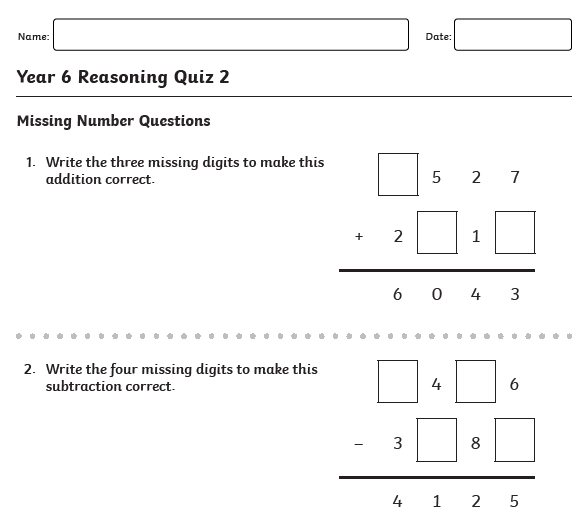 Name:
Date:
Year 6 Reasoning Quiz 2
Missing Number Questions
1. Write the three missing digits to make this
addition correct.
5 2 7
+ 2 1
6 0 4 3
2. Write the four missing digits to make this
subtraction correct.
4 6
– 3 8
4 1 2 5